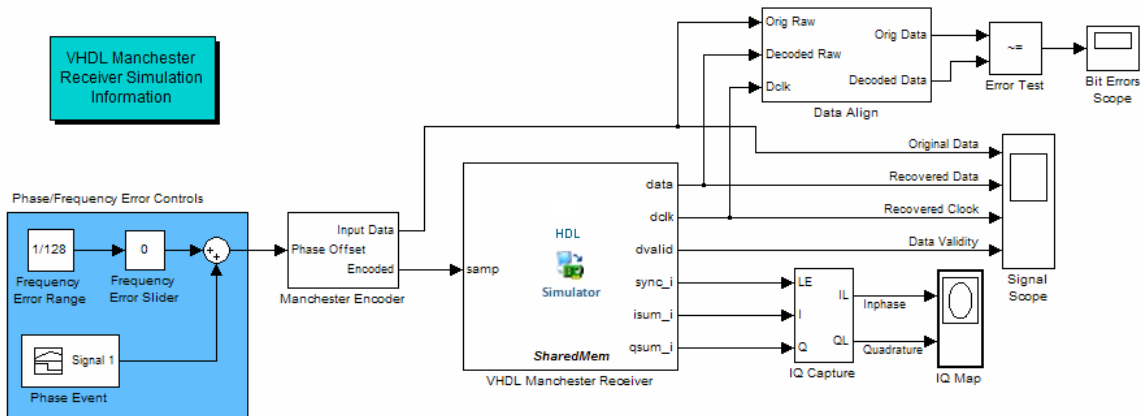 VHDL Manchester
Receiver Simulation
Information
Phase/Frequency Error Controls
1/128
Frequency
Error Range
0
Frequency
Error Slider
+
+
Signal 1
Phase Event
Input Data
Phase Offset
Encoded
Manchester Encoder
samp
HDL
Simulator
SharedMem
data
dclk
dvalid
sync_i
isum_i
qsum_i
VHDL Manchester Receiver
Orig Raw
Decoded Raw
Dclk
Orig Data
Decoded Data
Data Align
~=
Error Test
Bit Errors
Scope
Original Data
Recovered Data
Recovered Clook
Data Validity
Signal
Scope
LE
I
Q
IL
QL
IQ Capture
Inphase
Quadrature
IQ Map